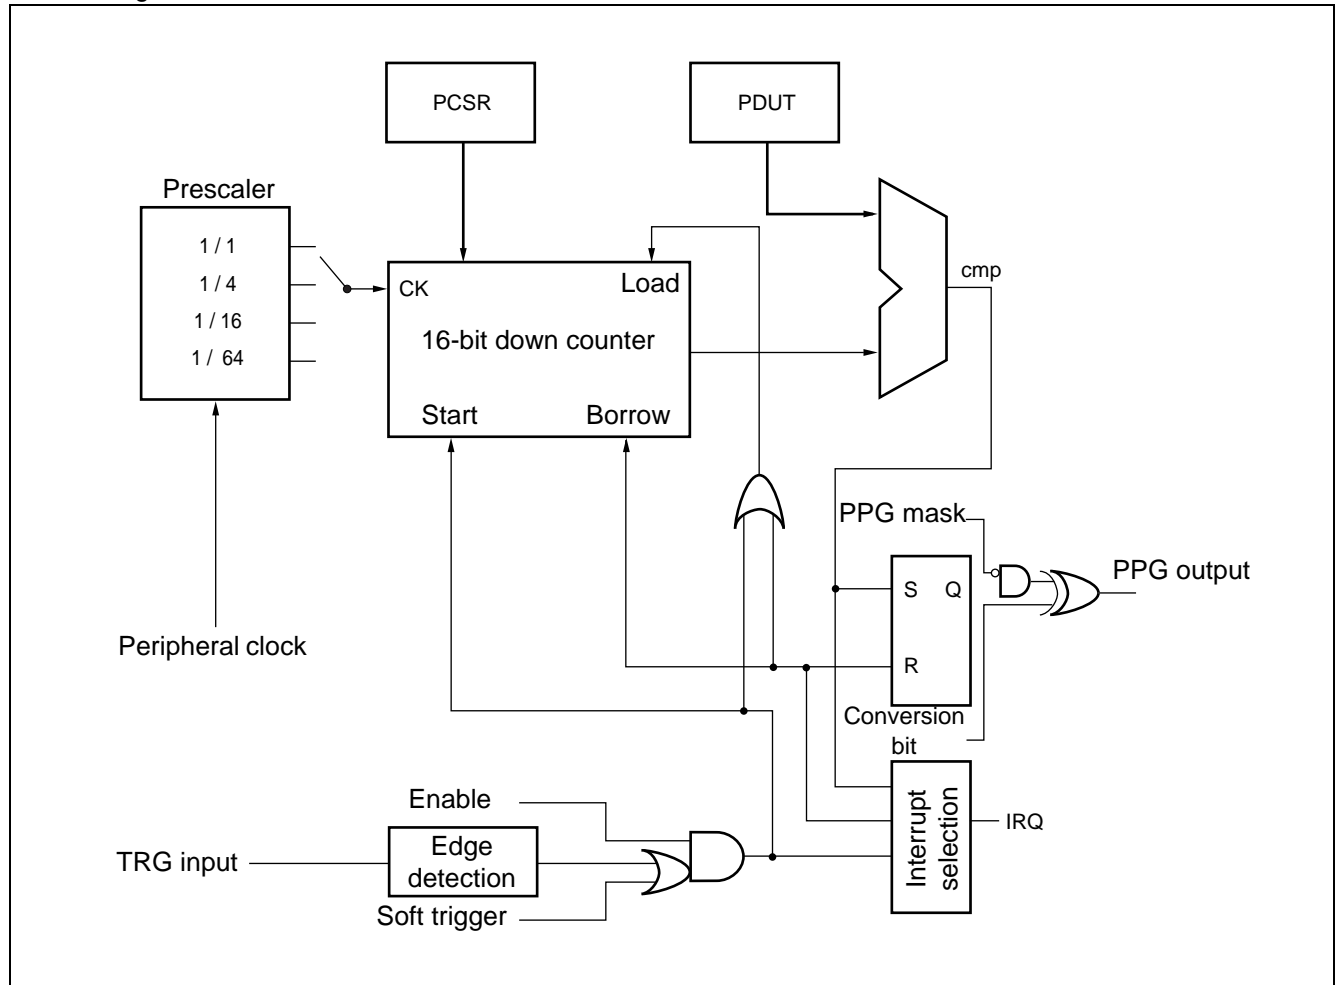 PCSR
PDUT
Prescaler
1 / 1
1 / 4
1 / 16
1 / 64
CK
Load
16-bit down counter
Start
Borrow
cmp
PPG mask
S
Q
R
PPG output
Peripheral clock
Conversion
bit
Enable
TRG input
Edge
detection
Soft trigger
Interrupt
selection
IRQ